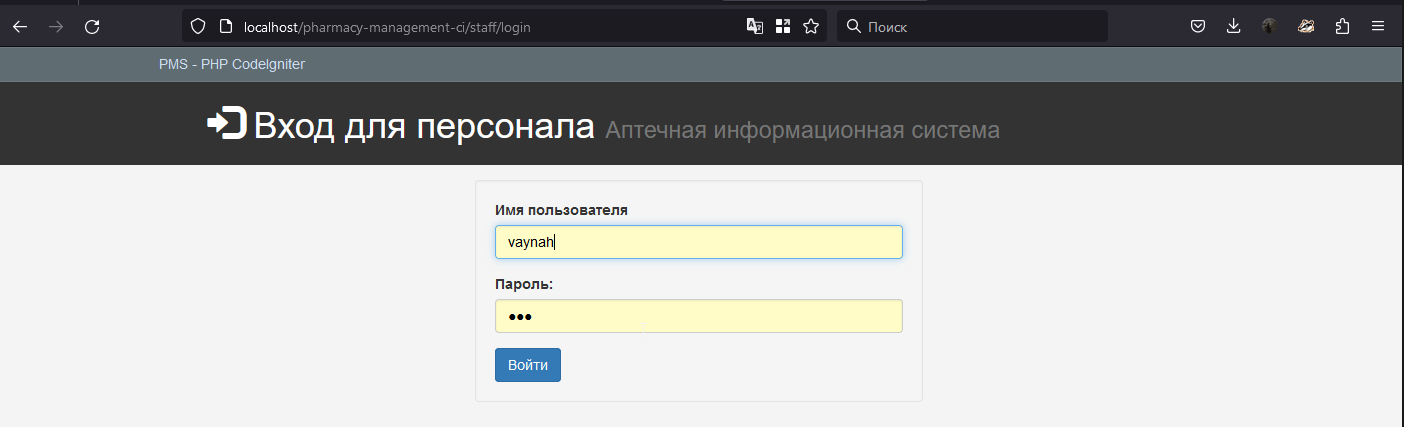 localhost/pharmacy-management-ci/staff/login
Поиск
PMS - PHP CodeIgniter
Вход для персонала Аптечная информационная система
Имя пользователя
vaynah
Пароль:
•••
Войти